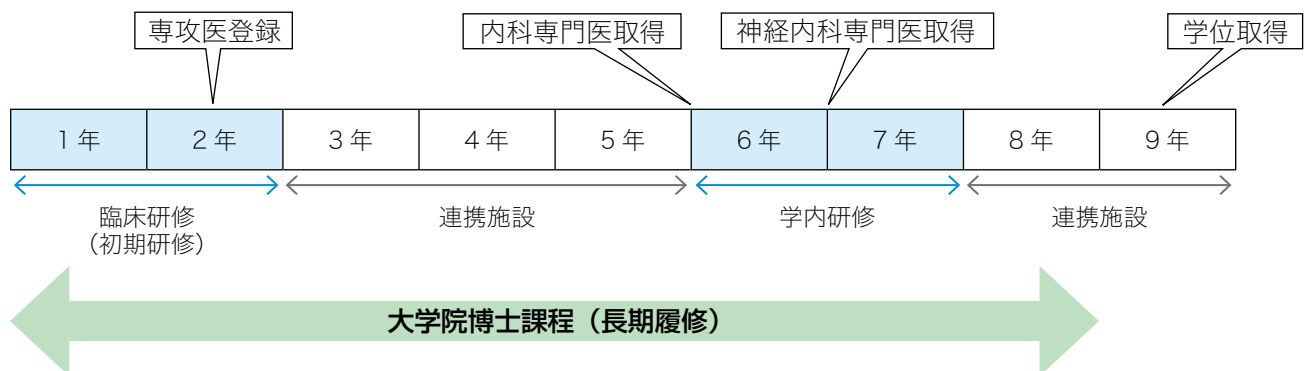 専攻医登録
内科専門医取得
神経内科専門医取得
学位取得
1年
2年
3年
4年
5年
6年
7年
8年
9年
臨床研修
（初期研修）
連携施設
学内研修
連携施設
大学院博士課程（長期履修）